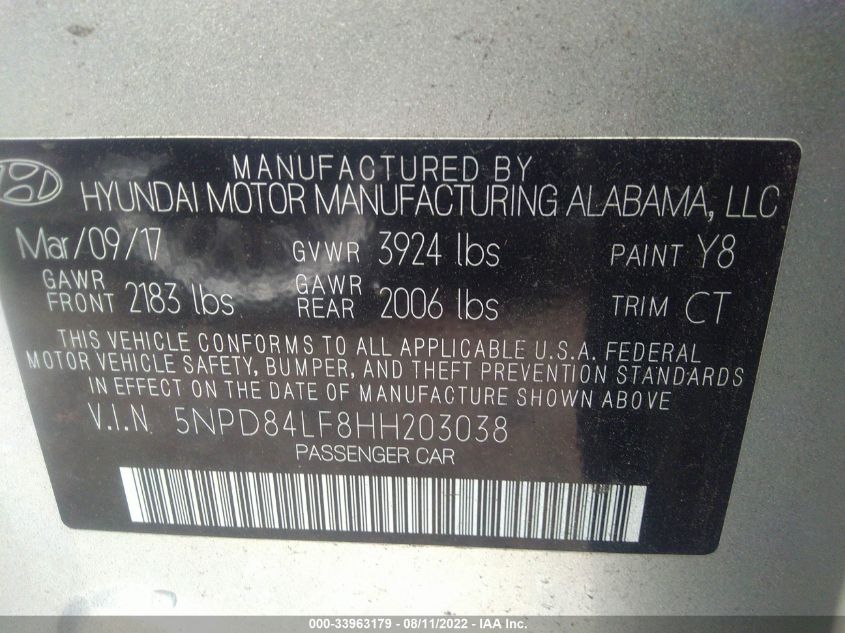 MANUFACTURED BY
HYUNDAI MOTOR MANUFACTURING ALABAMA, LLC
Mar/09/17 GVWR 3924 lbs PAINT Y8
GAWR FRONT 2183 lbs GAWR REAR 2006 lbs TRIM CT
THIS VEHICLE CONFORMS TO ALL APPLICABLE U.S.A. FEDERAL
MOTOR VEHICLE SAFETY, BUMPER, AND THEFT PREVENTION STANDARDS
IN EFFECT ON THE DATE OF MANUFACTURE SHOWN ABOVE.
V.I.N. 5NPD84LF8HH203038
PASSENGER CAR
000-33963179 - 08/11/2022 - IAA Inc.